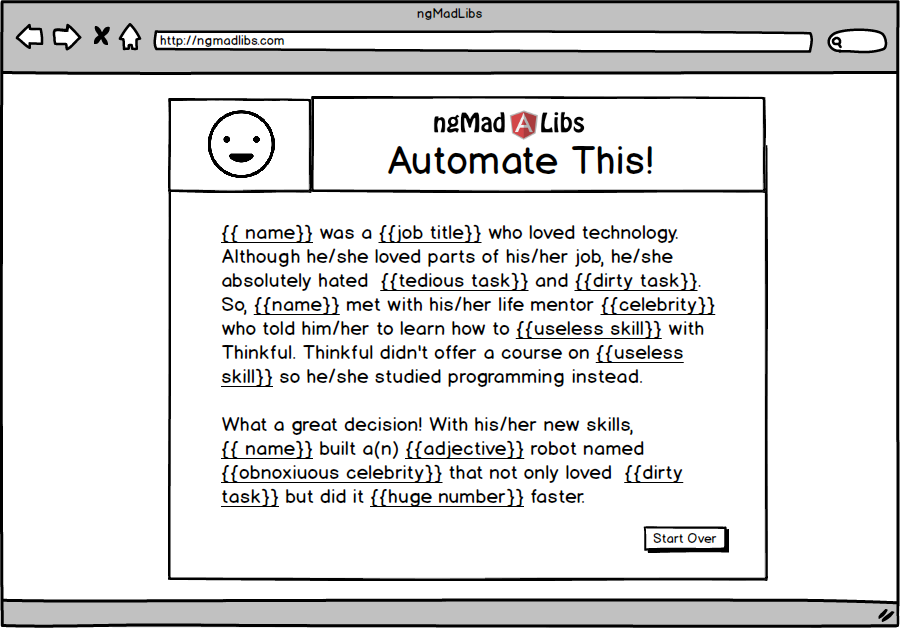 ngMadLibs
http://ngmadlibs.com
ngMad A Libs
Automate This!
{{ name}} was a {{job title}} who loved technology.
Although he/she loved parts of his/her job, he/she
absolutely hated {{tedious task}} and {{dirty task}}.
So, {{name}} met with his/her life mentor {{celebrity}}
who told him/her to learn how to {{useless skill}} with
Thinkful. Thinkful didn't offer a course on {{useless
skill}} so he/she studied programming instead.
What a great decision! With his/her new skills,
{{ name}} built a(n) {{adjective}} robot named
{{obnoxiuous celebrity}} that not only loved {{dirty
task}} but did it {{huge number}} faster.
Start Over